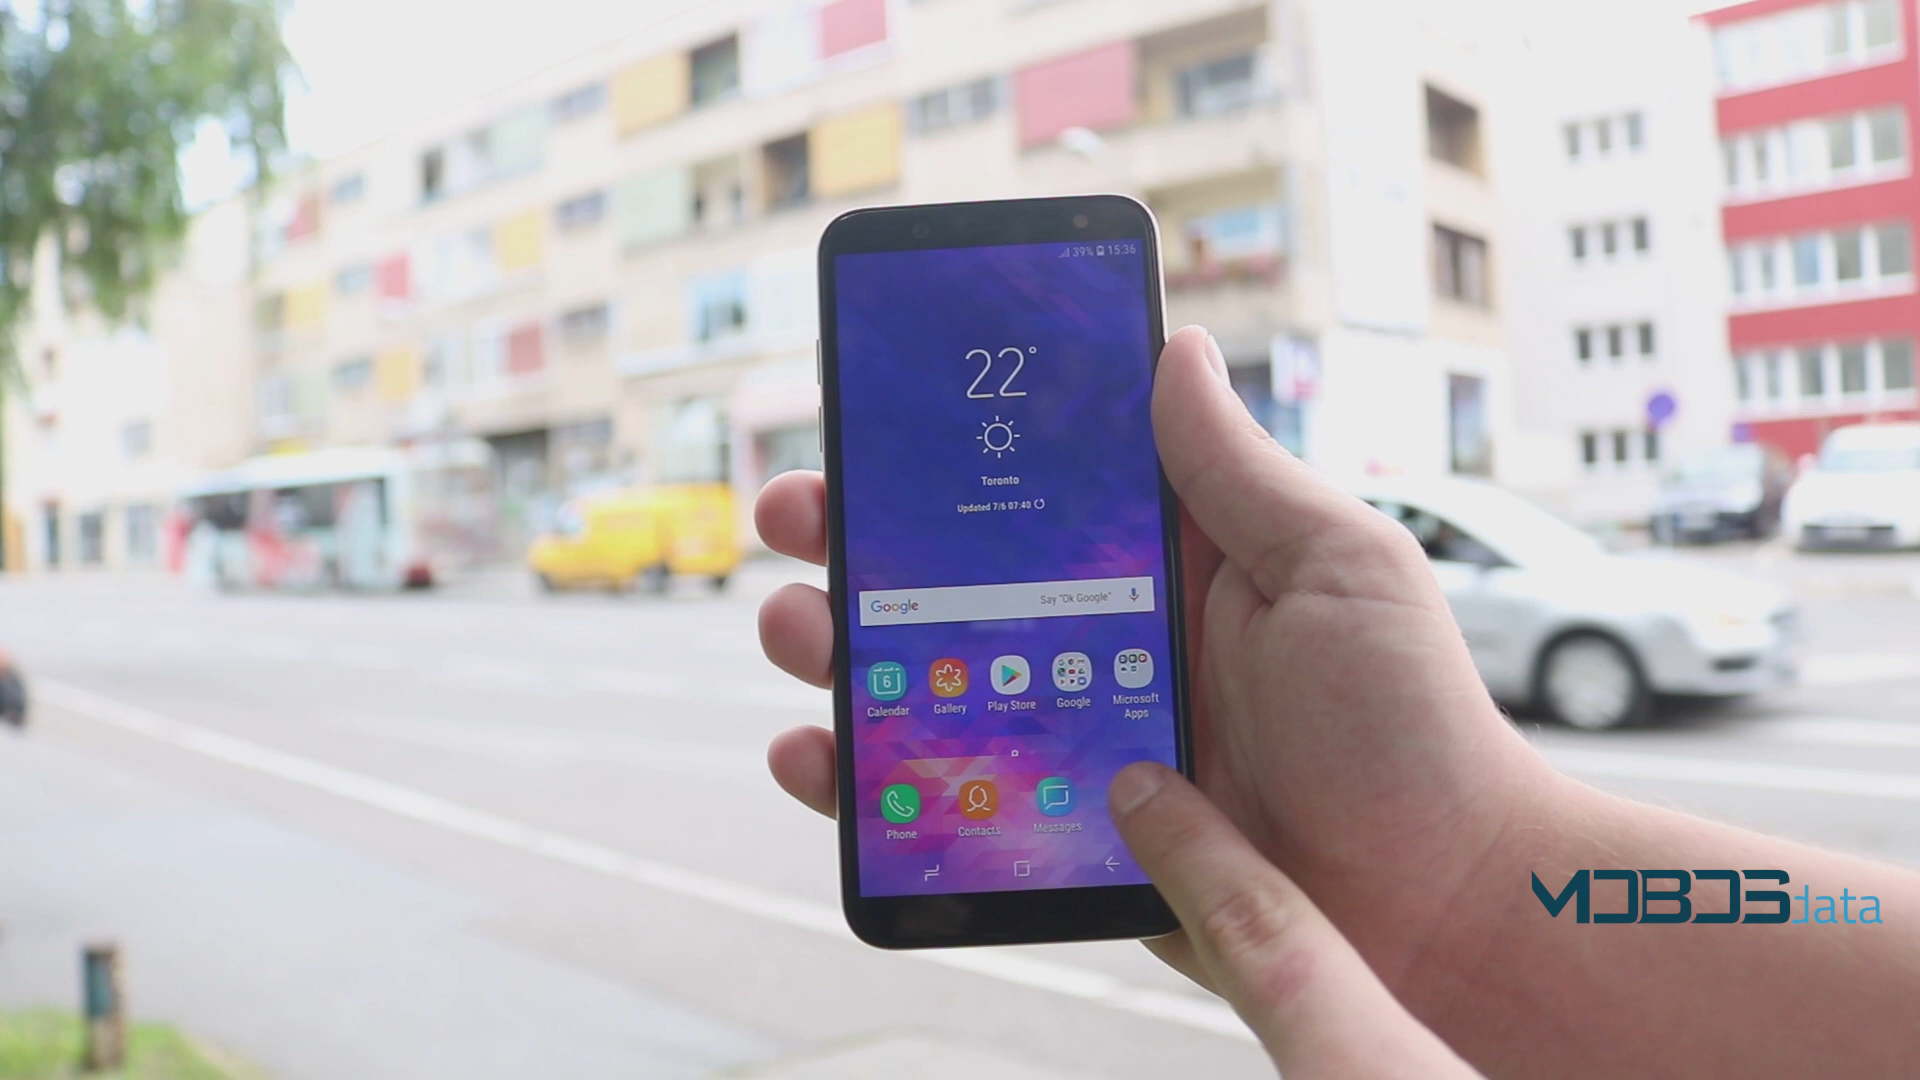 39% 15:36
22°
Toronto
Updated 7/6 07:40
Google Say "Ok Google"
6
Calendar Gallery Play Store Google Microsoft Apps
Phone Contacts Messages
MOBOSdata